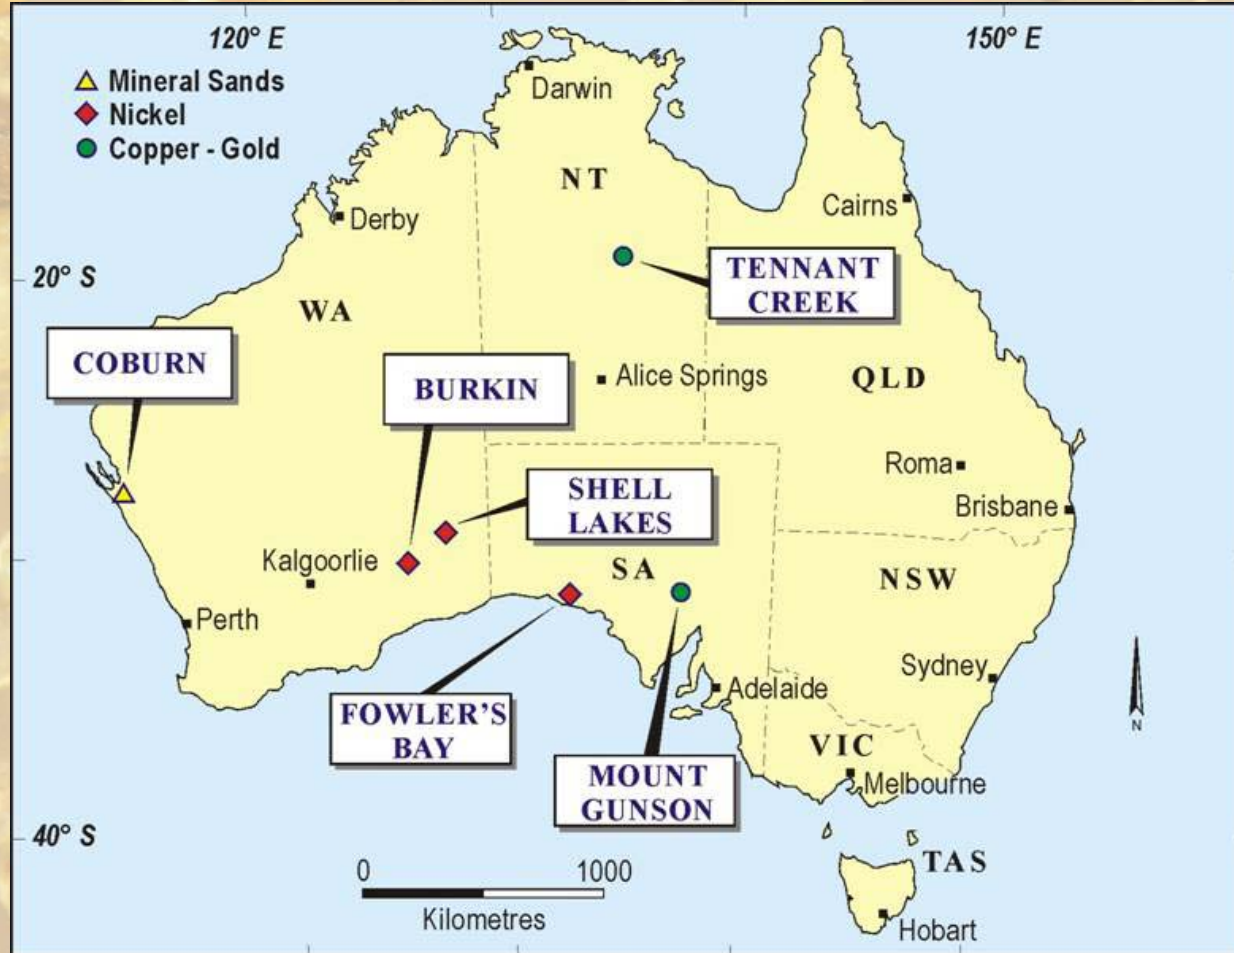 120° E
150° E
Mineral Sands
Nickel
Copper - Gold
Darwin
NT
Cairns
Derby
20° S
TENNANT
CREEK
WA
COBURN
BURKIN
Alice Springs
QLD
Roma
Brisbane
SHELL
LAKES
Kalgoorlie
SA
NSW
Perth
Sydney
Adelaide
FOWLER'S
BAY
VIC
MOUNT
GUNSON
Melbourne
N
40° S
TAS
0 1000
Kilometres
Hobart